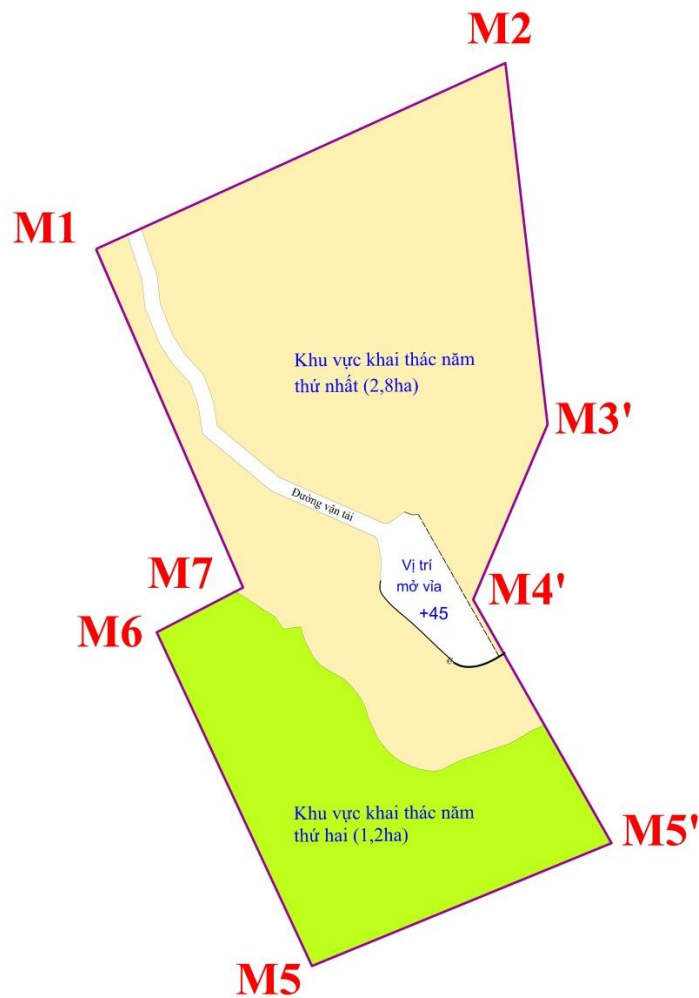 M2
M1
Khu vực khai thác năm
thứ nhất (2,8ha)
M3'
Đường vận tải
Vị trí
mở vỉa
+45
M7
M4'
M6
Khu vực khai thác năm
thứ hai (1,2ha)
M5'
M5